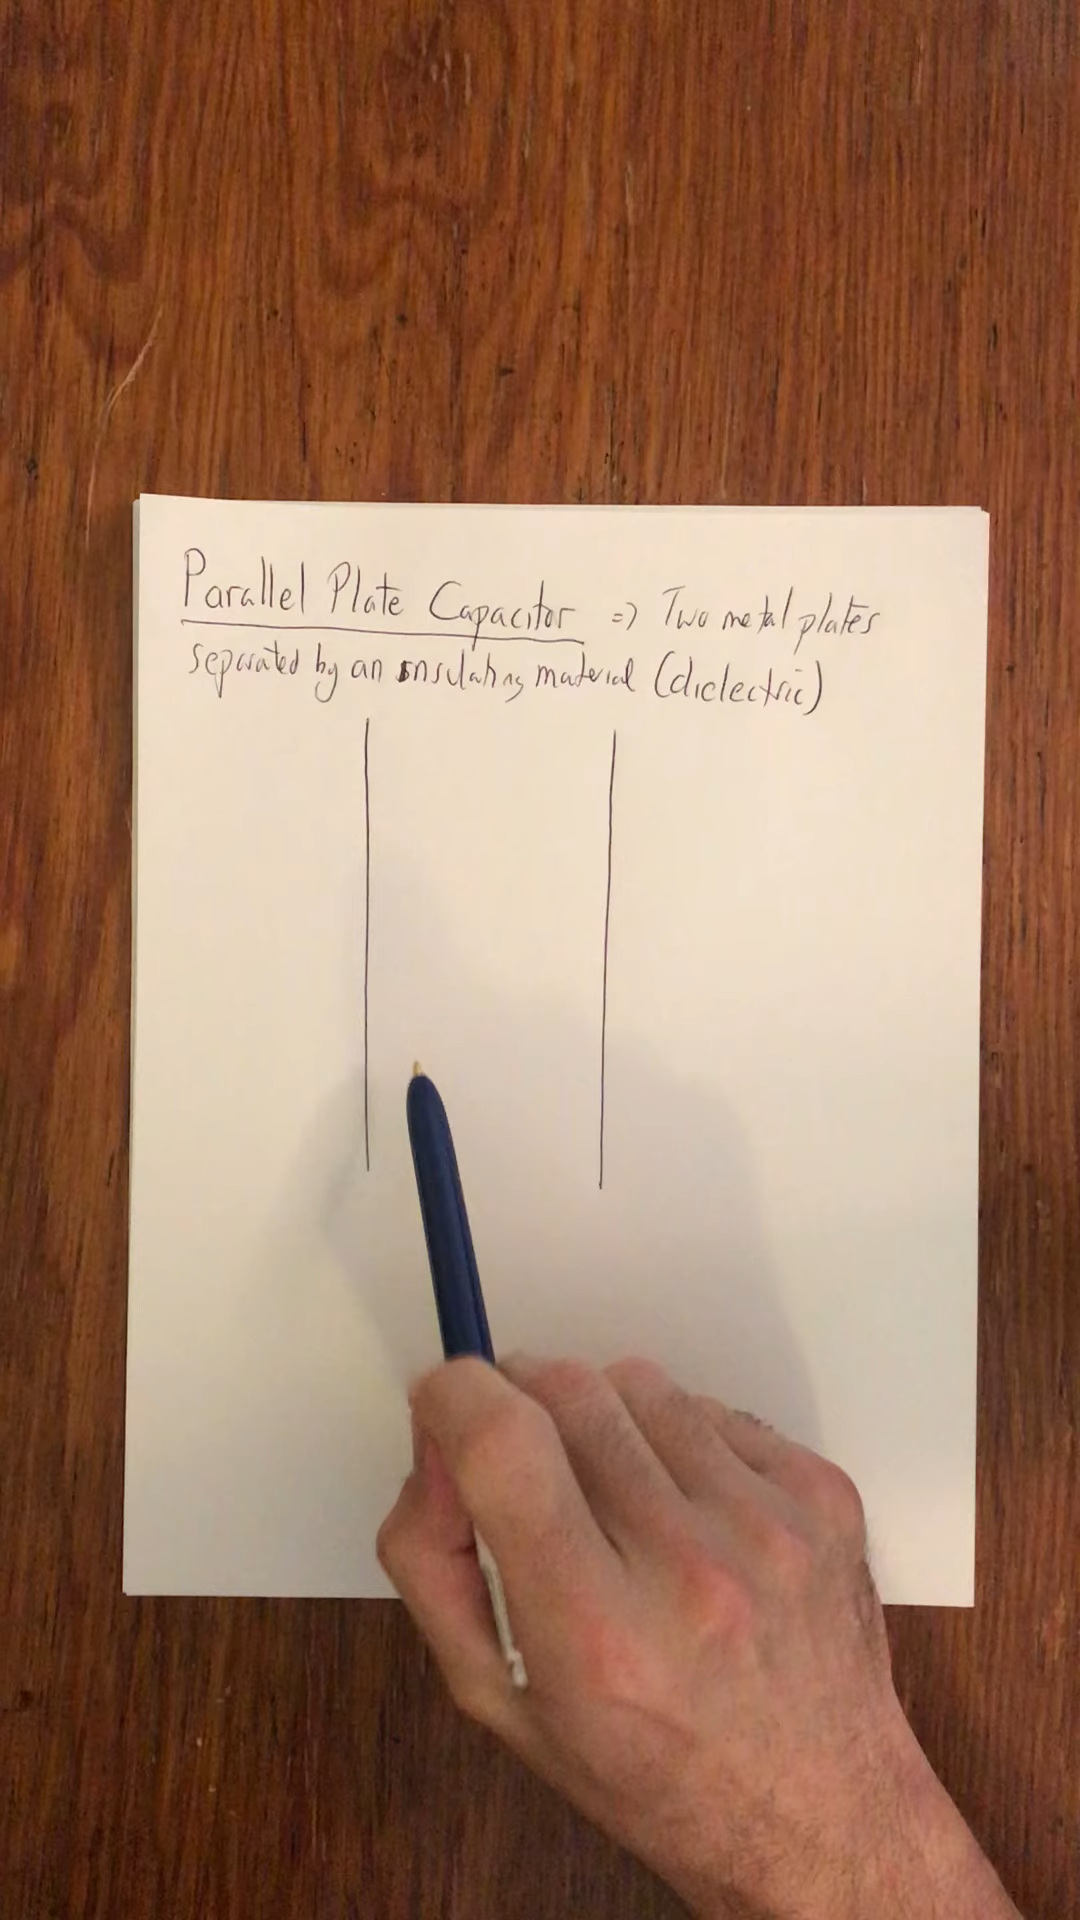 Parallel Plate Capacitor => Two metal plates
separated by an insulating material (dielectric)